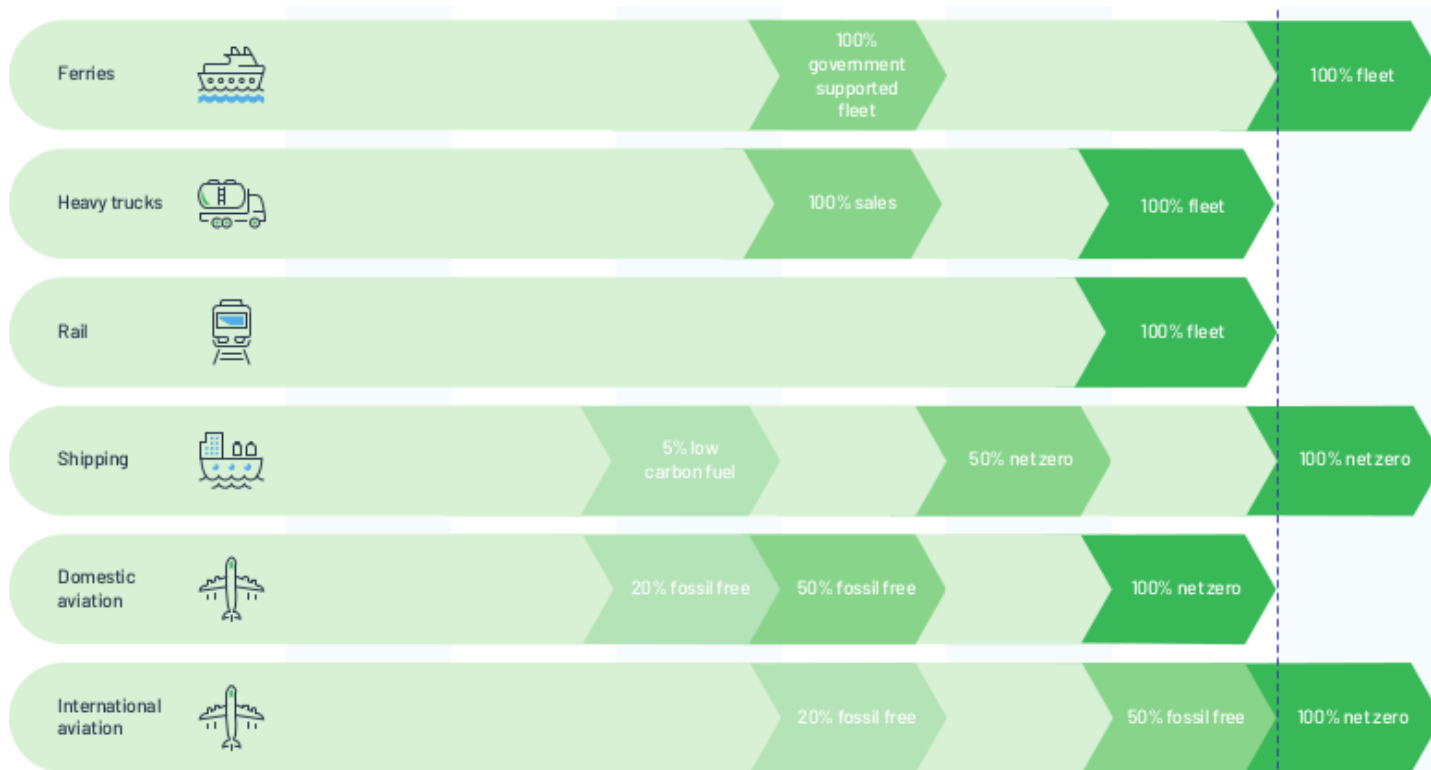 Ferries
100%
government
supported
fleet
100% fleet
Heavy trucks
100% sales
100% fleet
Rail
100% fleet
Shipping
5% low
carbon fuel
50% net zero
100% net zero
Domestic
aviation
20% fossil free
50% fossil free
100% net zero
International
aviation
20% fossil free
50% fossil free
100% net zero